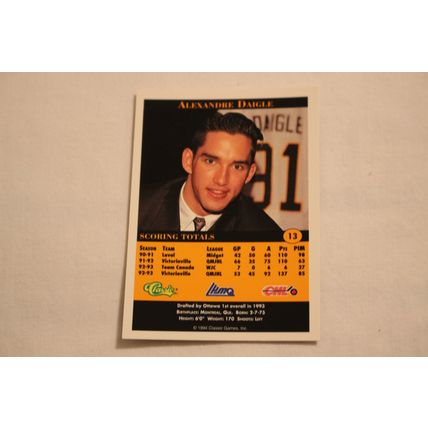 ALEXANDRE DAIGLE
DAIGLE
91
SCORING TOTALS 13
SEASON TEAM LEAGUE GP G A PTS PIM
90-91 Laval Midget 42 50 60 110 98
91-92 Victoriaville QMJHL 66 35 75 110 63
92-93 Team Canada WJC 7 0 6 6 27
92-93 Victoriaville QMJHL 53 45 92 137 85
Classic LHJMQ CHL
Drafted by Ottawa 1st overall in 1993
Birthplace: Montreal, Que. Born: 2-7-75
Height: 6'0" Weight: 170 Shoots: Left
© 1994 Classic Games, Inc.